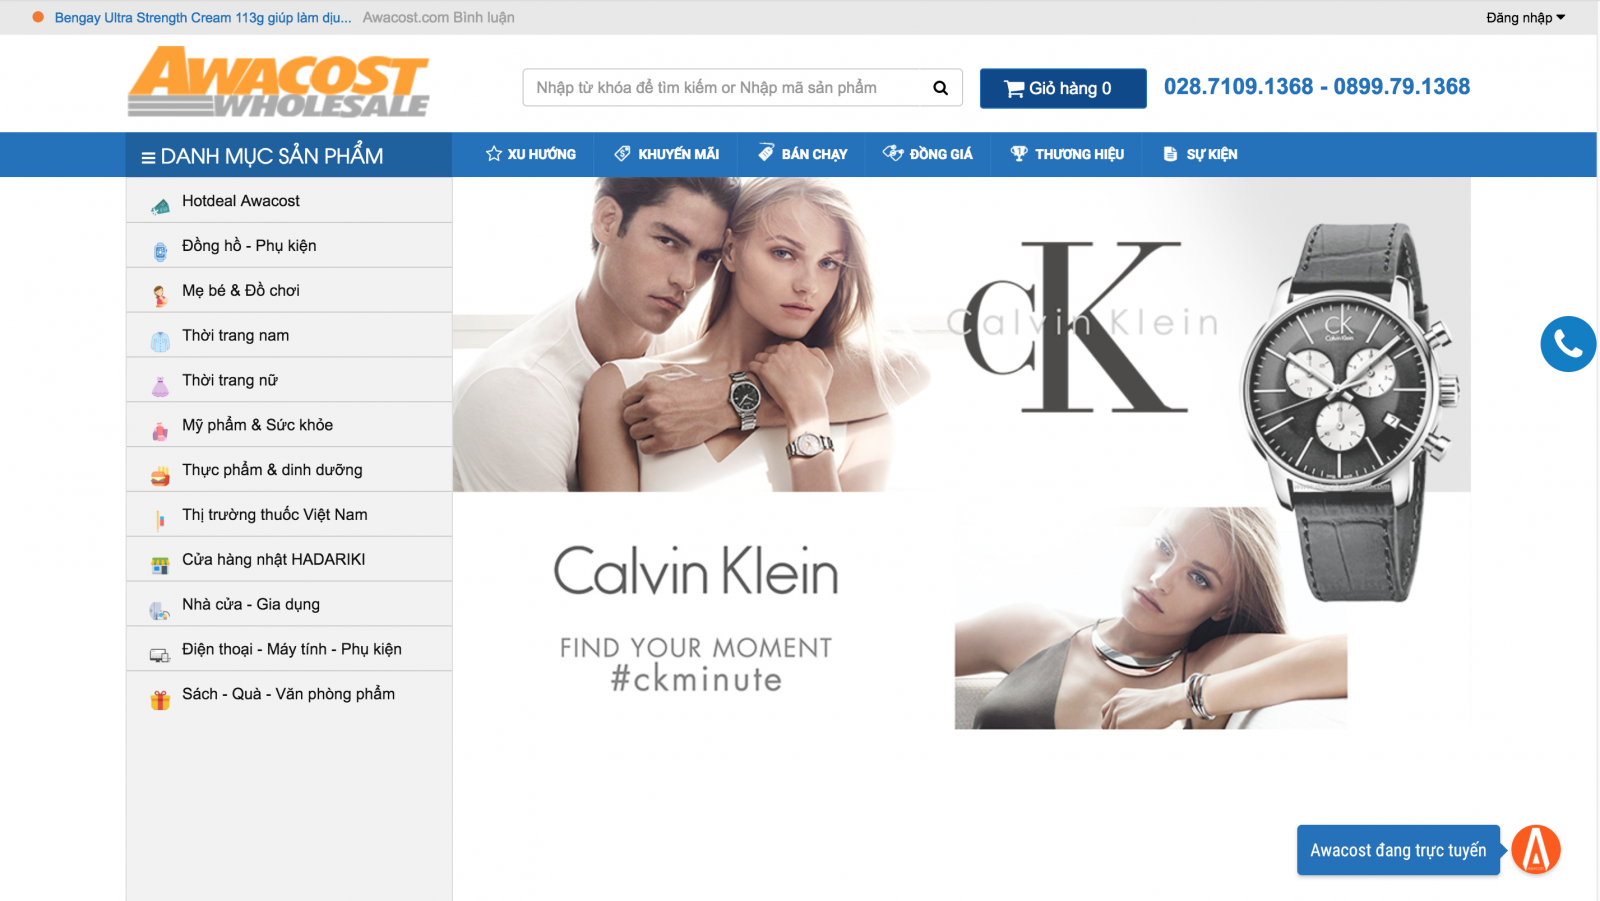 Bengay Ultra Strength Cream 113g giúp làm dịu... Awacost.com Bình luận
Đăng nhập
AWACOST
WHOLESALE
Nhập từ khóa để tìm kiếm or Nhập mã sản phẩm
Giỏ hàng 0
028.7109.1368 - 0899.79.1368
DANH MỤC SẢN PHẨM
XU HƯỚNG
KHUYẾN MÃI
BÁN CHẠY
ĐỒNG GIÁ
THƯƠNG HIỆU
SỰ KIỆN
Hotdeal Awacost
Đồng hồ - Phụ kiện
Mẹ bé & Đồ chơi
Thời trang nam
Thời trang nữ
Mỹ phẩm & Sức khỏe
Thực phẩm & dinh dưỡng
Thị trường thuốc Việt Nam
Cửa hàng nhật HADARIKI
Nhà cửa - Gia dụng
Điện thoại - Máy tính - Phụ kiện
Sách - Quà - Văn phòng phẩm
cK
Calvin Klein
ck
Calvin Klein
7
Calvin Klein
FIND YOUR MOMENT
#ckminute
Awacost đang trực tuyến